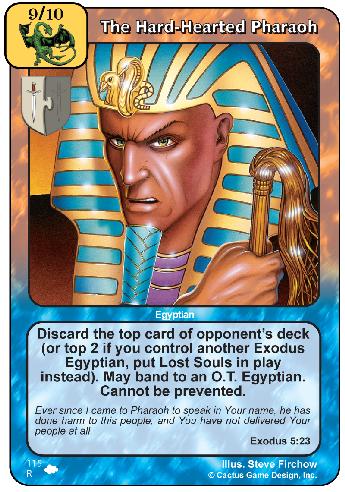 9/10
The Hard-Hearted Pharaoh
Egyptian
Discard the top card of opponent's deck
(or top 2 if you control another Exodus
Egyptian, put Lost Souls in play
instead). May band to an O.T. Egyptian.
Cannot be prevented.
Ever since I came to Pharaoh to speak in Your name, he has
done harm to this people, and You have not delivered Your
people at all
Exodus 5:23
115
R
Illus. Steve Firchow
© Cactus Game Design, Inc.